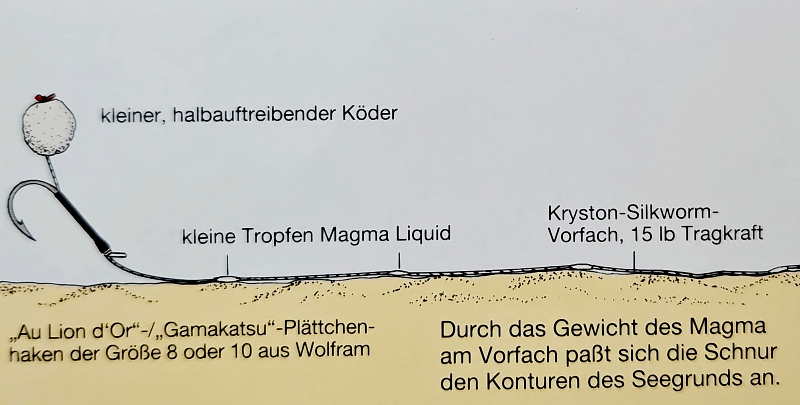 kleiner, halbauftreibender Köder
Kryston-Silkworm-
Vorfach, 15 lb Tragkraft
kleine Tropfen Magma Liquid
„Au Lion d‘Or“-/„Gamakatsu“-Plättchen-
haken der Größe 8 oder 10 aus Wolfram
Durch das Gewicht des Magma
am Vorfach paßt sich die Schnur
den Konturen des Seegrunds an.